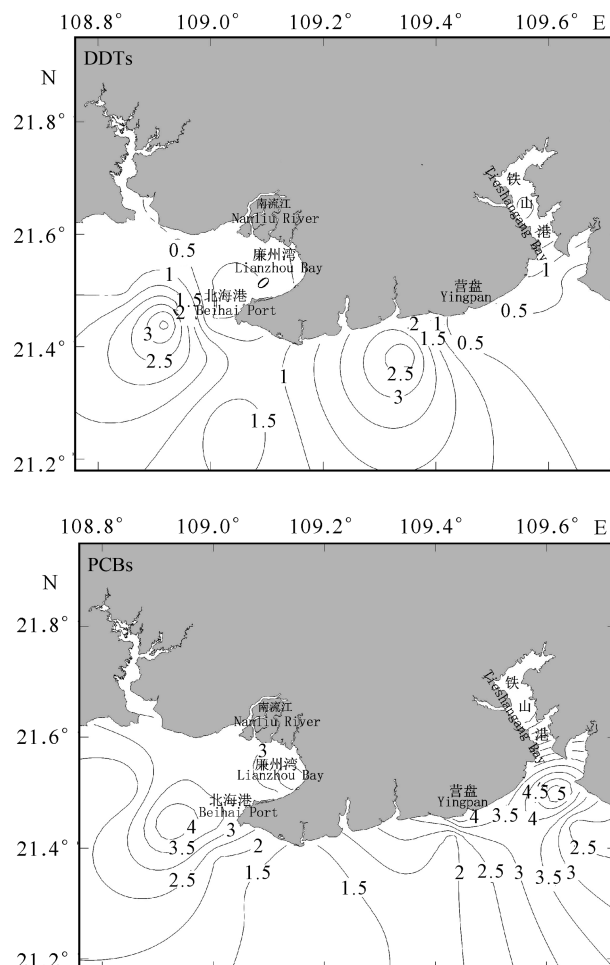 108.8° 109.0° 109.2° 109.4° 109.6° E
DDTs
N
21.8°
铁
山
港
Tieshangang Bay
南流江
Nanliu River
21.6°
廉州湾
Lianzhou Bay
0.5
1
1
1.5
北海港
Beihai Port
营盘
Yingpan
0.5
2
3
2.5
2 1
1.5
0.5
21.4°
1
2.5
3
1.5
21.2°
108.8° 109.0° 109.2° 109.4° 109.6° E
PCBs
N
21.8°
铁
山
港
Tieshangang Bay
南流江
Nanliu River
21.6°
3
廉州湾
Lianzhou Bay
北海港
Beihai Port
营盘
Yingpan
4.5
5
4
3.5
4
4
3
3.5
2
2.5
21.4°
2.5
1.5
1.5
2
2.5
3
3.5
3
21.2°